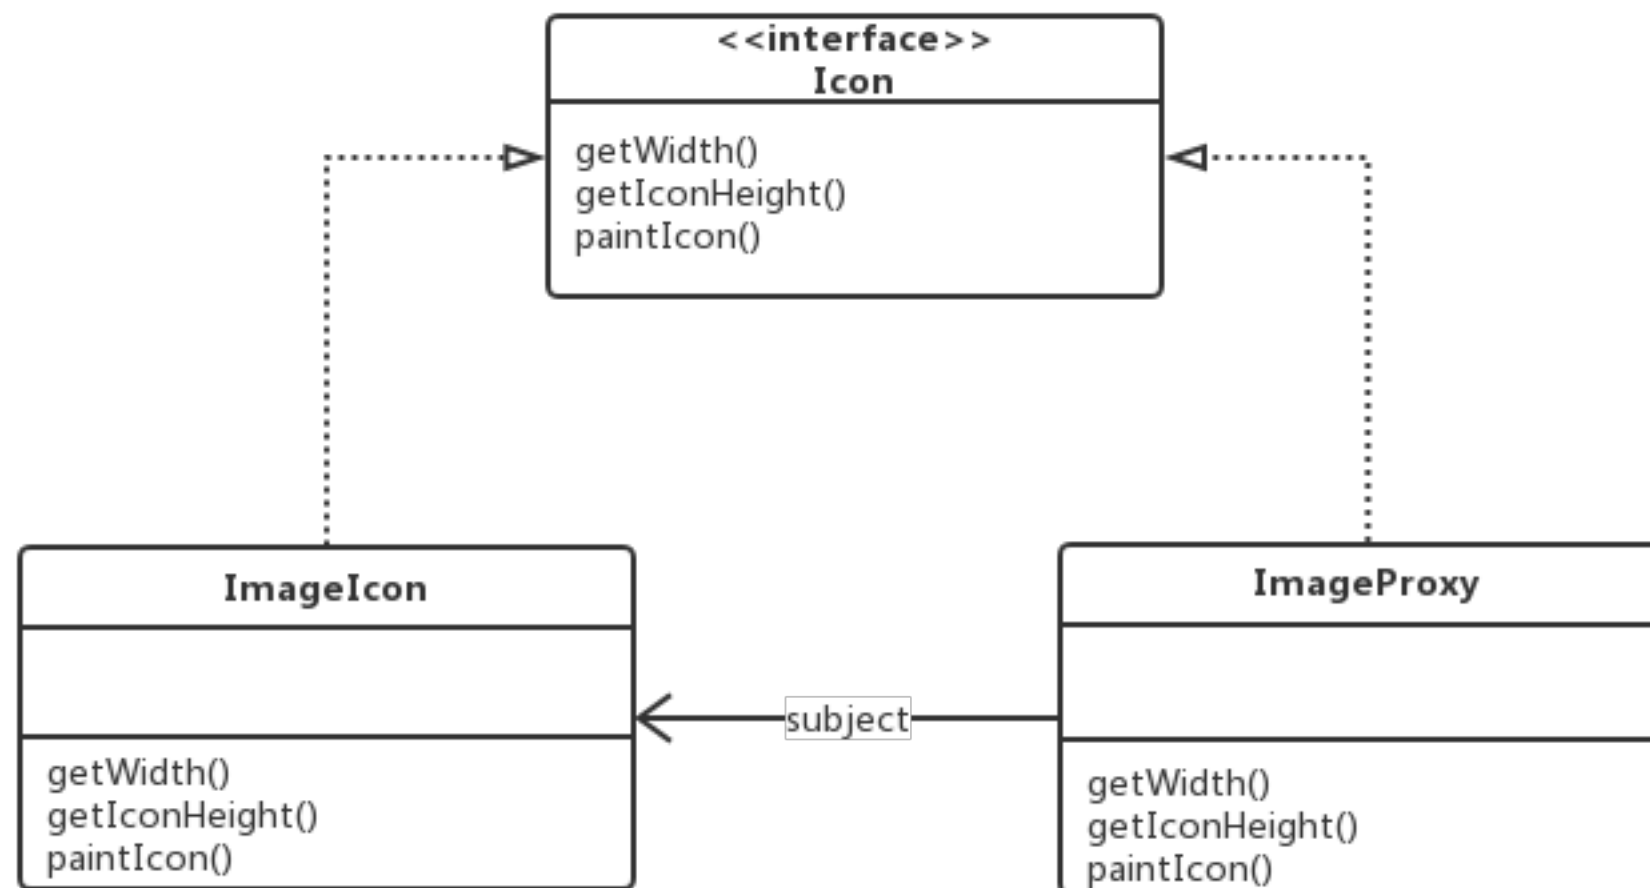 <<interface>>
Icon
getWidth()
getIconHeight()
paintIcon()
ImageIcon
getWidth()
getIconHeight()
paintIcon()
subject
ImageProxy
getWidth()
getIconHeight()
paintIcon()